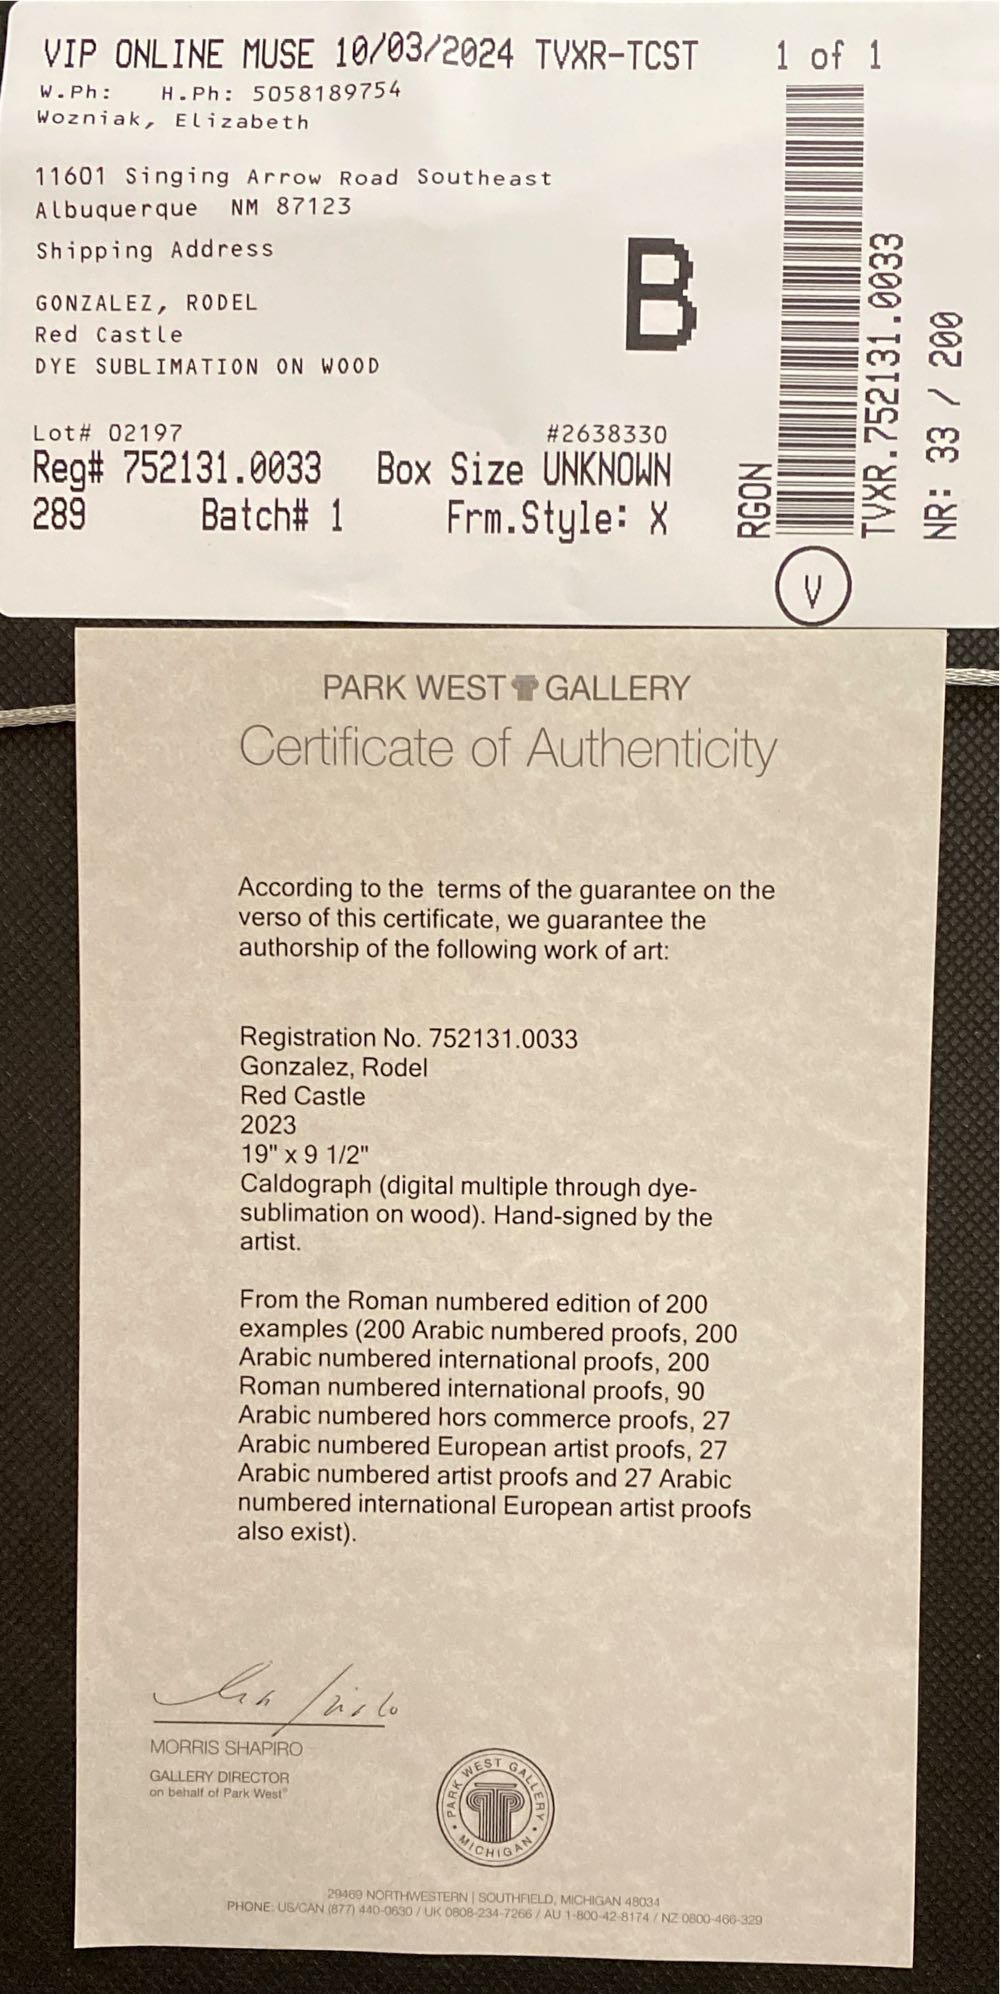 VIP ONLINE MUSE 10/03/2024 TVXR-TCST 1 of 1
W.Ph: H.Ph: 5058189754
Wozniak, Elizabeth
11601 Singing Arrow Road Southeast
Albuquerque NM 87123
Shipping Address
B
GONZALEZ, RODEL
Red Castle
DYE SUBLIMATION ON WOOD
Lot# 02197 #2638330
Reg# 752131.0033 Box Size UNKNOWN
289 Batch# 1 Frm.Style: X
RGON
TVXR.752131.0033
NR: 33 / 200
V
PARK WEST GALLERY
Certificate of Authenticity
According to the terms of the guarantee on the
verso of this certificate, we guarantee the
authorship of the following work of art:
Registration No. 752131.0033
Gonzalez, Rodel
Red Castle
2023
19" x 9 1/2"
Caldograph (digital multiple through dye-
sublimation on wood). Hand-signed by the
artist.
From the Roman numbered edition of 200
examples (200 Arabic numbered proofs, 200
Arabic numbered international proofs, 200
Roman numbered international proofs, 90
Arabic numbered hors commerce proofs, 27
Arabic numbered European artist proofs, 27
Arabic numbered artist proofs and 27 Arabic
numbered international European artist proofs
also exist).
MORRIS SHAPIRO
GALLERY DIRECTOR
on behalf of Park West®
PARK WEST GALLERY • MICHIGAN •
29469 NORTHWESTERN | SOUTHFIELD, MICHIGAN 48034
PHONE: US/CAN (877) 440-0630 / UK 0808-234-7266 / AU 1-800-42-8174 / NZ 0800-466-329